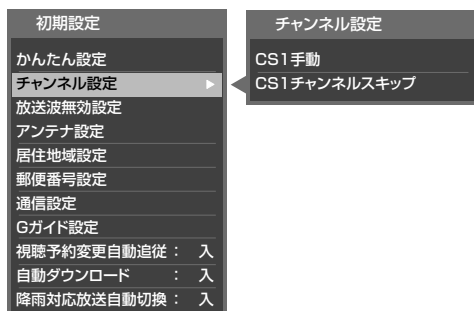 初期設定
かんたん設定
チャンネル設定
放送波無効設定
アンテナ設定
居住地域設定
郵便番号設定
通信設定
Gガイド設定
視聴予約変更自動追従： 入
自動ダウンロード ： 入
降雨対応放送自動切換： 入
チャンネル設定
CS1手動
CS1チャンネルスキップ